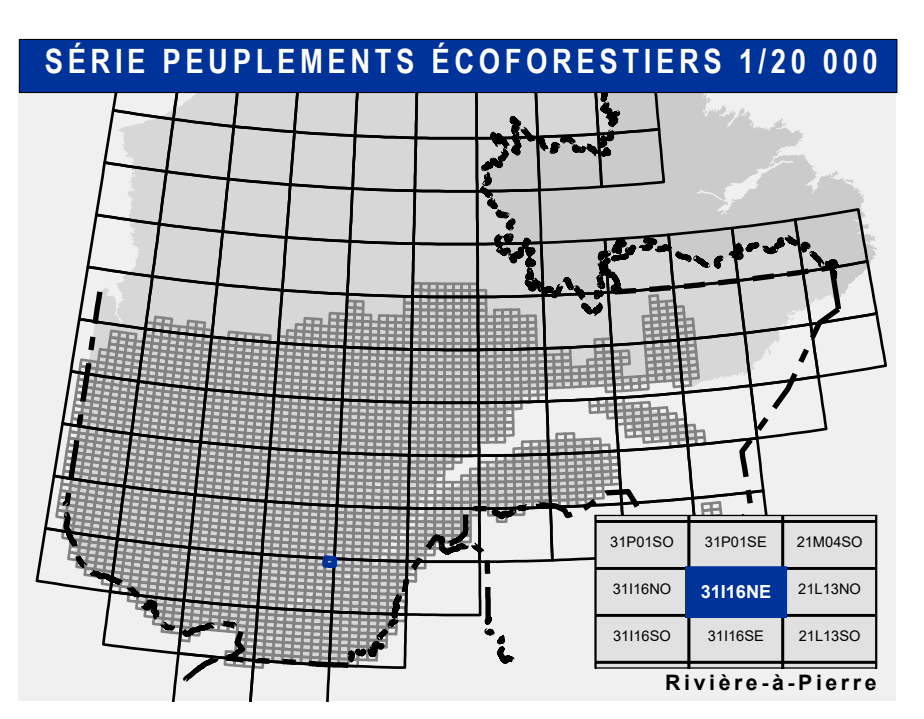 SÉRIE PEUPLEMENTS ÉCOFORESTIERS 1/20 000
31P01SO 31P01SE 21M04SO
31I16NO 31I16NE 21L13NO
31I16SO 31I16SE 21L13SO
Rivière-à-Pierre